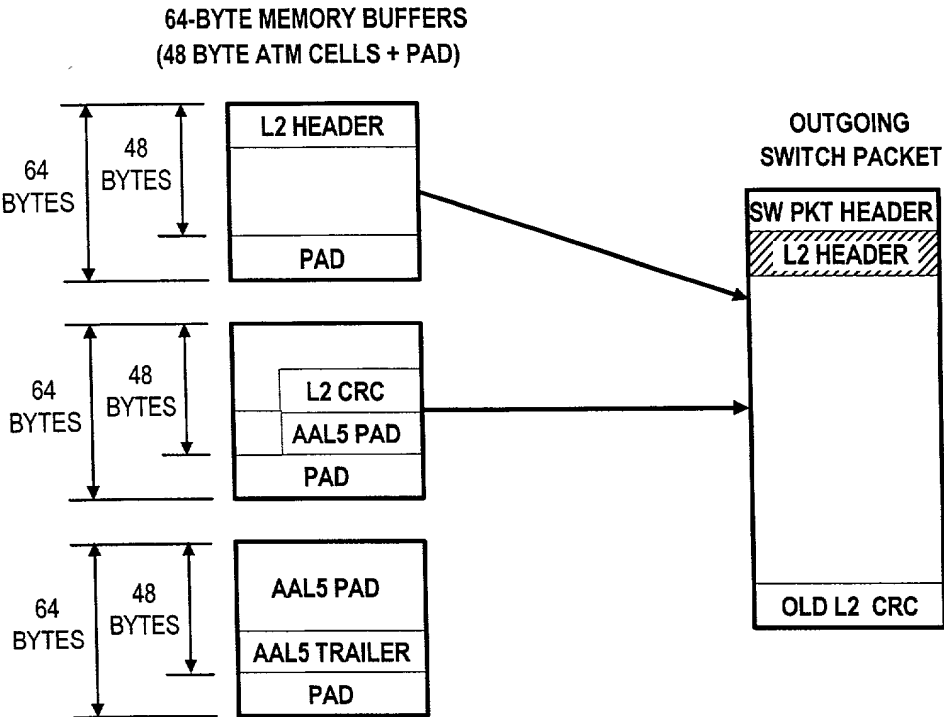 64-BYTE MEMORY BUFFERS
(48 BYTE ATM CELLS + PAD)
64
BYTES
48
BYTES
L2 HEADER
PAD
OUTGOING
SWITCH PACKET
SW PKT HEADER
L2 HEADER
64
BYTES
48
BYTES
L2 CRC
AAL5 PAD
PAD
64
BYTES
48
BYTES
AAL5 PAD
AAL5 TRAILER
PAD
OLD L2 CRC